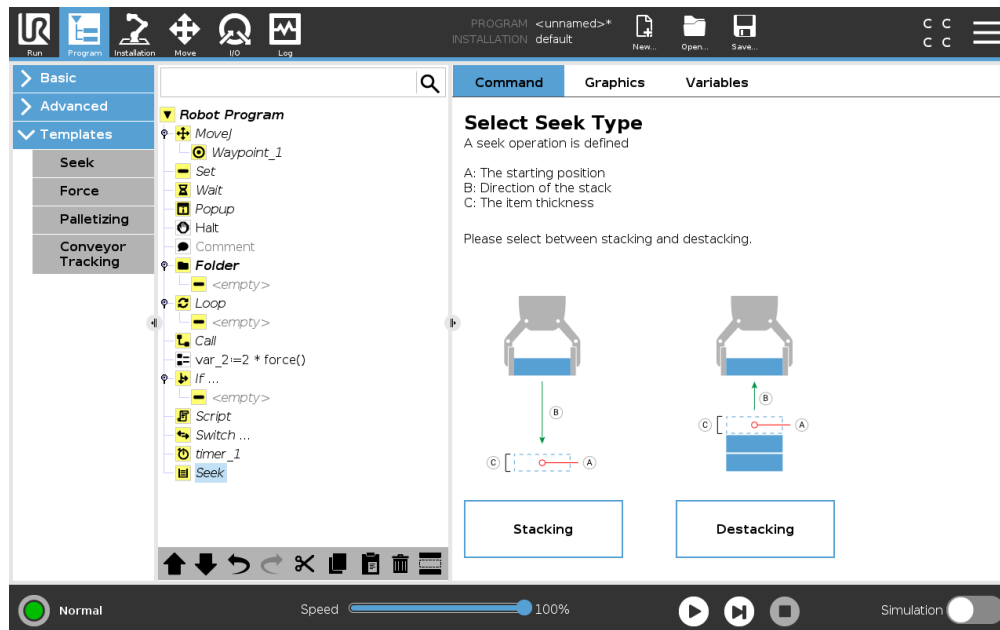 UR
Run
Program
Installation
Move
I/O
Log
PROGRAM <unnamed>*
INSTALLATION default
New...
Open...
Save...
C C
C C
Basic
Advanced
Templates
Seek
Force
Palletizing
Conveyor
Tracking
Robot Program
MoveJ
Waypoint_1
Set
Wait
Popup
Halt
Comment
Folder
<empty>
Loop
<empty>
Call
var_2:=2 * force()
If ...
<empty>
Script
Switch ...
timer_1
Seek
Command Graphics Variables
Select Seek Type
A seek operation is defined
A: The starting position
B: Direction of the stack
C: The item thickness
Please select between stacking and destacking.
B
C
A
B
C
A
Stacking
Destacking
Normal
Speed
100%
Simulation